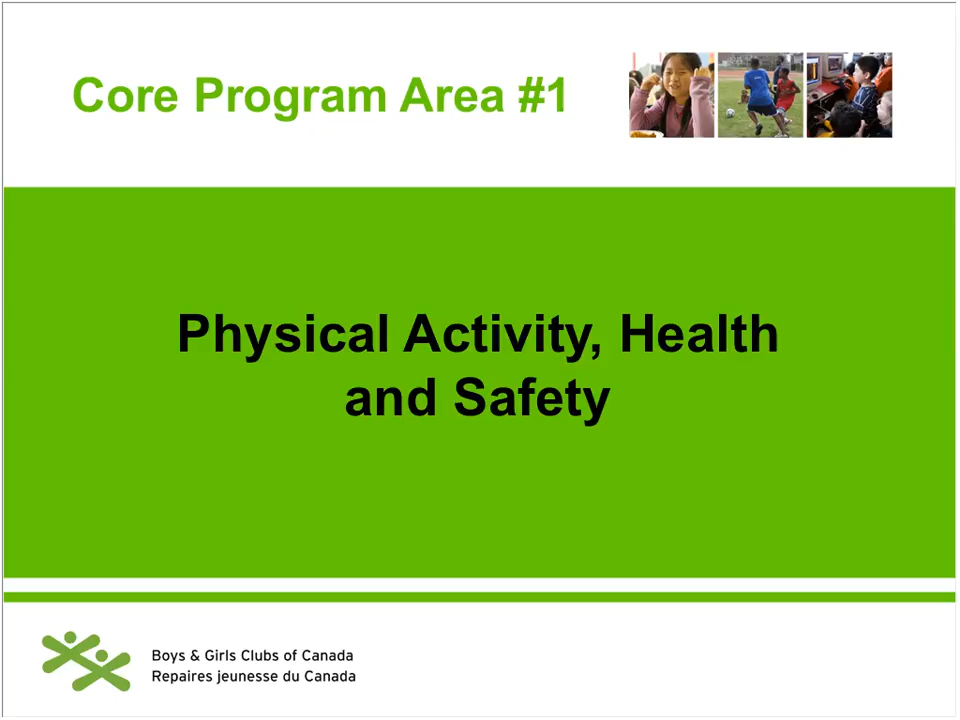 Core Program Area #1
Physical Activity, Health
and Safety
Boys & Girls Clubs of Canada
Repaires jeunesse du Canada